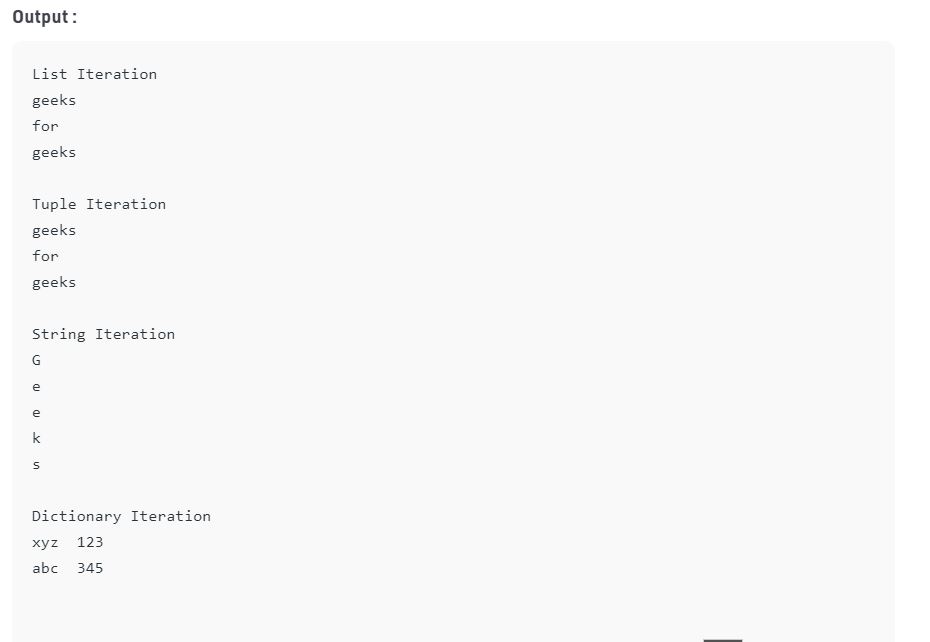 Output :
List Iteration
geeks
for
geeks
Tuple Iteration
geeks
for
geeks
String Iteration
G
e
e
k
s
Dictionary Iteration
xyz  123
abc  345